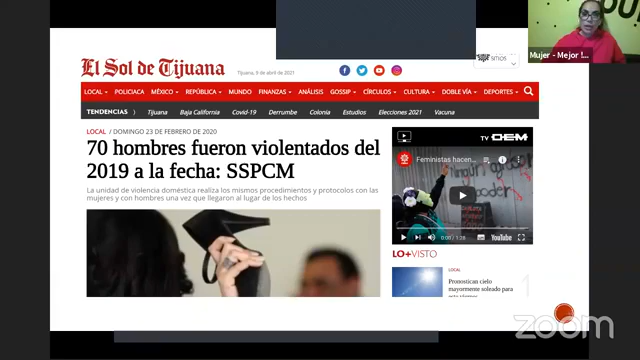 Mujer - Mejor !...
SITIOS
El Sol de Tijuana
Tijuana, 9 de abril de 2021
LOCAL POLICIACA MÉXICO REPÚBLICA MUNDO FINANZAS ANÁLISIS GOSSIP CÍRCULOS CULTURA DOBLE VÍA DEPORTES
TENDENCIAS Tijuana Baja California Covid-19 Derrumbe Colonia Estudios Elecciones 2021 Vacuna
LOCAL / DOMINGO 23 DE FEBRERO DE 2020
70 hombres fueron violentados del
2019 a la fecha: SSPCM
La unidad de violencia doméstica realiza los mismos procedimientos y protocolos con las
mujeres y con hombres una vez que llegaron al lugar de los hechos
TV OEM
Feministas hacen...
0:00 / 1:28
YouTube
LO+VISTO
LOCAL
Pronostican cielo
mayormente soleado para
zoom